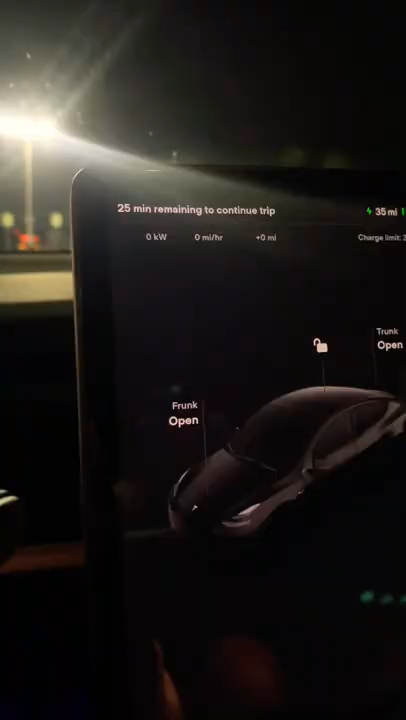 25 min remaining to continue trip
35 mi
0 kW 0 mi/hr +0 mi Charge limit:
Trunk
Open
Frunk
Open